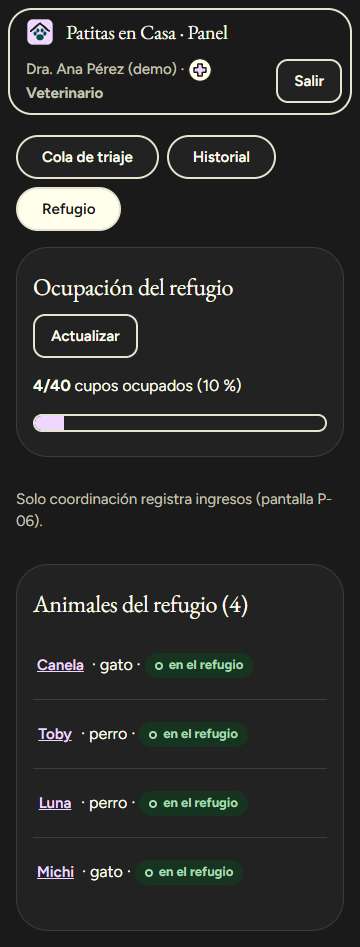 Patitas en Casa · Panel
Dra. Ana Pérez (demo) ·
Veterinario
Salir
Cola de triaje
Historial
Refugio
Ocupación del refugio
Actualizar
4/40 cupos ocupados (10 %)
Solo coordinación registra ingresos (pantalla P-
06).
Animales del refugio (4)
Canela · gato · en el refugio
Toby · perro · en el refugio
Luna · perro · en el refugio
Michi · gato · en el refugio